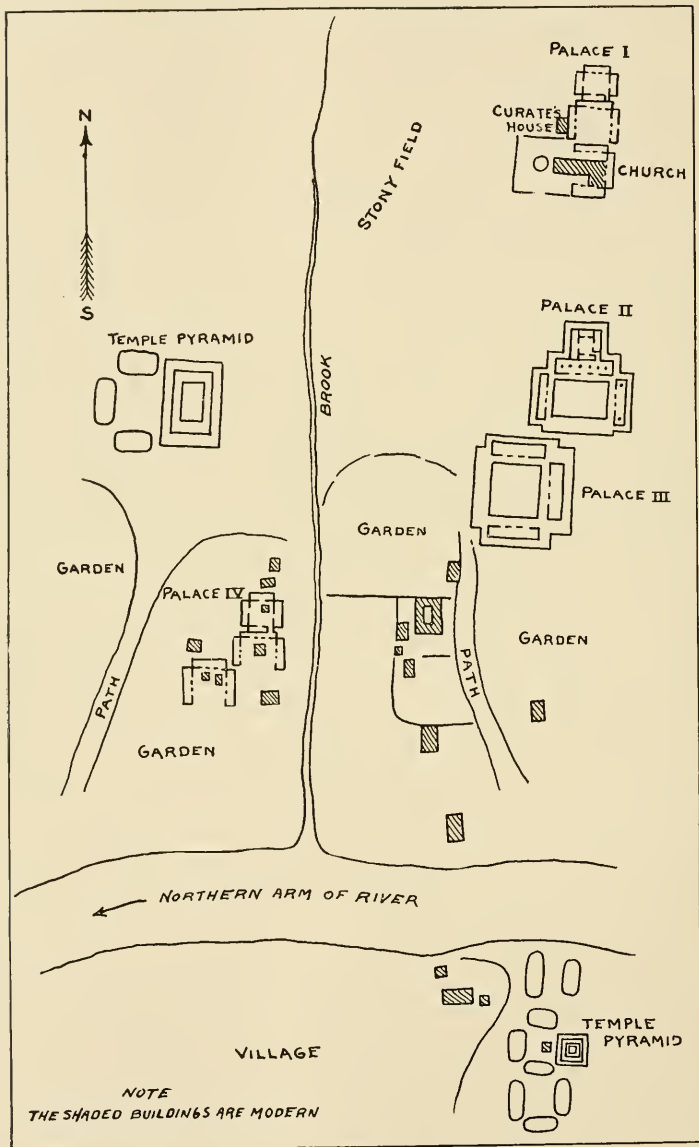 PALACE I
N
CURATE'S
HOUSE
STONY FIELD
CHURCH
S
PALACE II
TEMPLE PYRAMID
BROOK
PALACE III
GARDEN
GARDEN
PALACE IV
GARDEN
PATH
PATH
GARDEN
NORTHERN ARM OF RIVER
TEMPLE
PYRAMID
VILLAGE
NOTE
THE SHADED BUILDINGS ARE MODERN